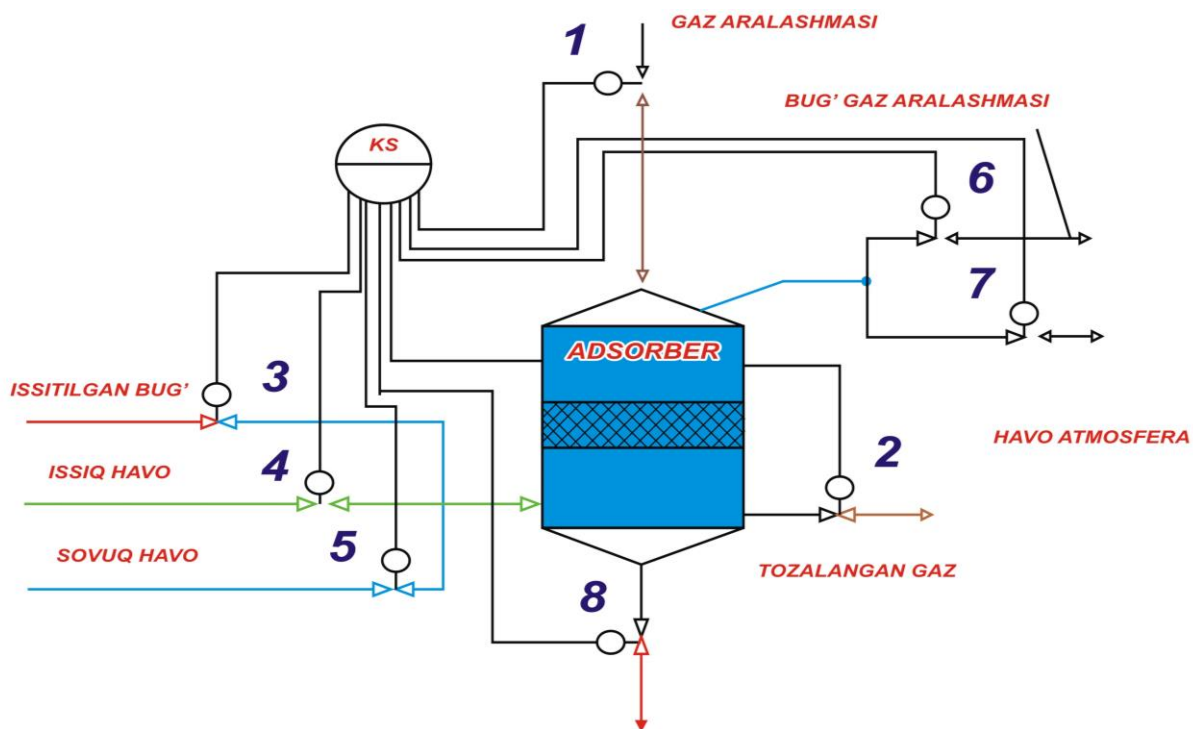 1
GAZ ARALASHMASI
BUG' GAZ ARALASHMASI
KS
6
7
ADSORBER
3
ISSITILGAN BUG'
4
ISSIQ HAVO
2
HAVO ATMOSFERA
5
SOVUQ HAVO
TOZALANGAN GAZ
8